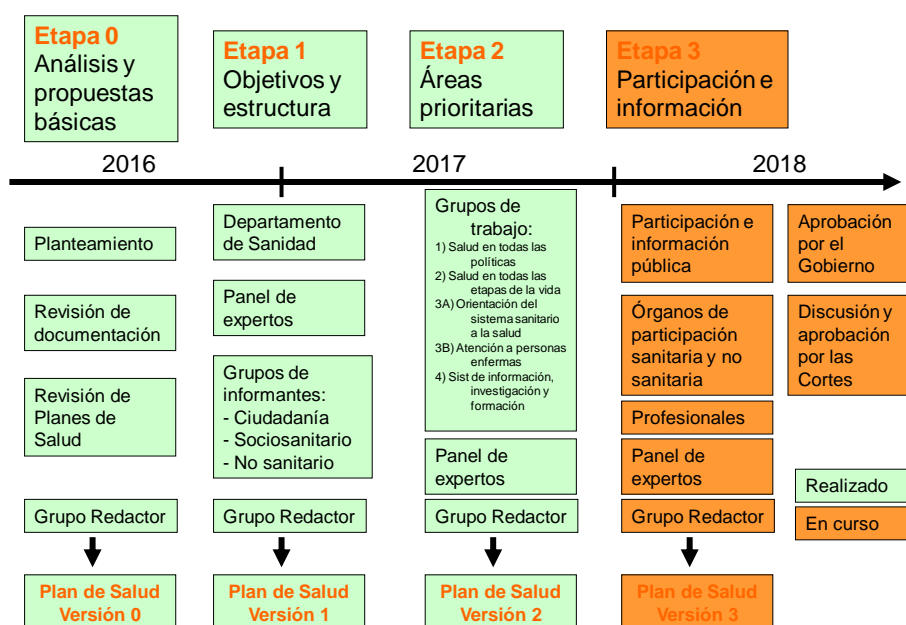 Etapa 0
Análisis y
propuestas
básicas
Etapa 1
Objetivos y
estructura
Etapa 2
Áreas
prioritarias
Etapa 3
Participación e
información
2016
2017
2018
Planteamiento
Revisión de
documentación
Revisión de
Planes de
Salud
Grupo Redactor
Plan de Salud
Versión 0
Departamento
de Sanidad
Panel de
expertos
Grupos de
informantes:
- Ciudadanía
- Sociosanitario
- No sanitario
Grupo Redactor
Plan de Salud
Versión 1
Grupos de
trabajo:
1) Salud en todas las
políticas
2) Salud en todas las
etapas de la vida
3A) Orientación del
sistema sanitario
a la salud
3B) Atención a personas
enfermas
4) Sist de información,
investigación y
formación
Panel de
expertos
Grupo Redactor
Plan de Salud
Versión 2
Participación e
información
pública
Órganos de
participación
sanitaria y no
sanitaria
Profesionales
Panel de
expertos
Grupo Redactor
Plan de Salud
Versión 3
Aprobación
por el
Gobierno
Discusión y
aprobación
por las
Cortes
Realizado
En curso